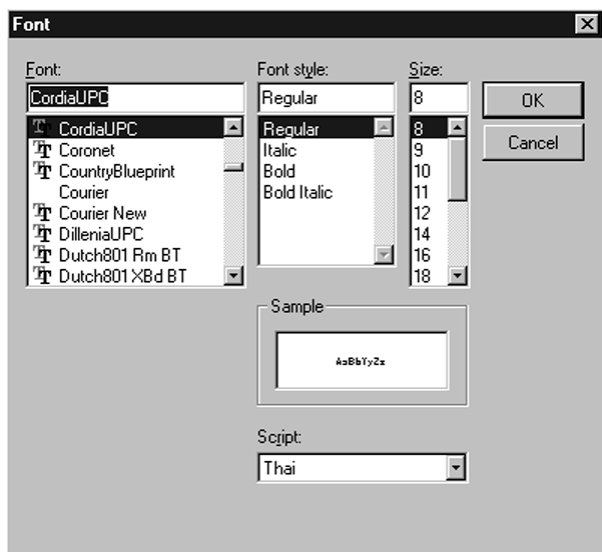 Font
Font:
CordiaUPC
CordiaUPC
Coronet
CountryBlueprint
Courier
Courier New
DilleniaUPC
Dutch801 Rm BT
Dutch801 XBd BT
Font style:
Regular
Regular
Italic
Bold
Bold Italic
Size:
8
8
9
10
11
12
14
16
18
OK
Cancel
Sample
AaBbYyZz
Script:
Thai